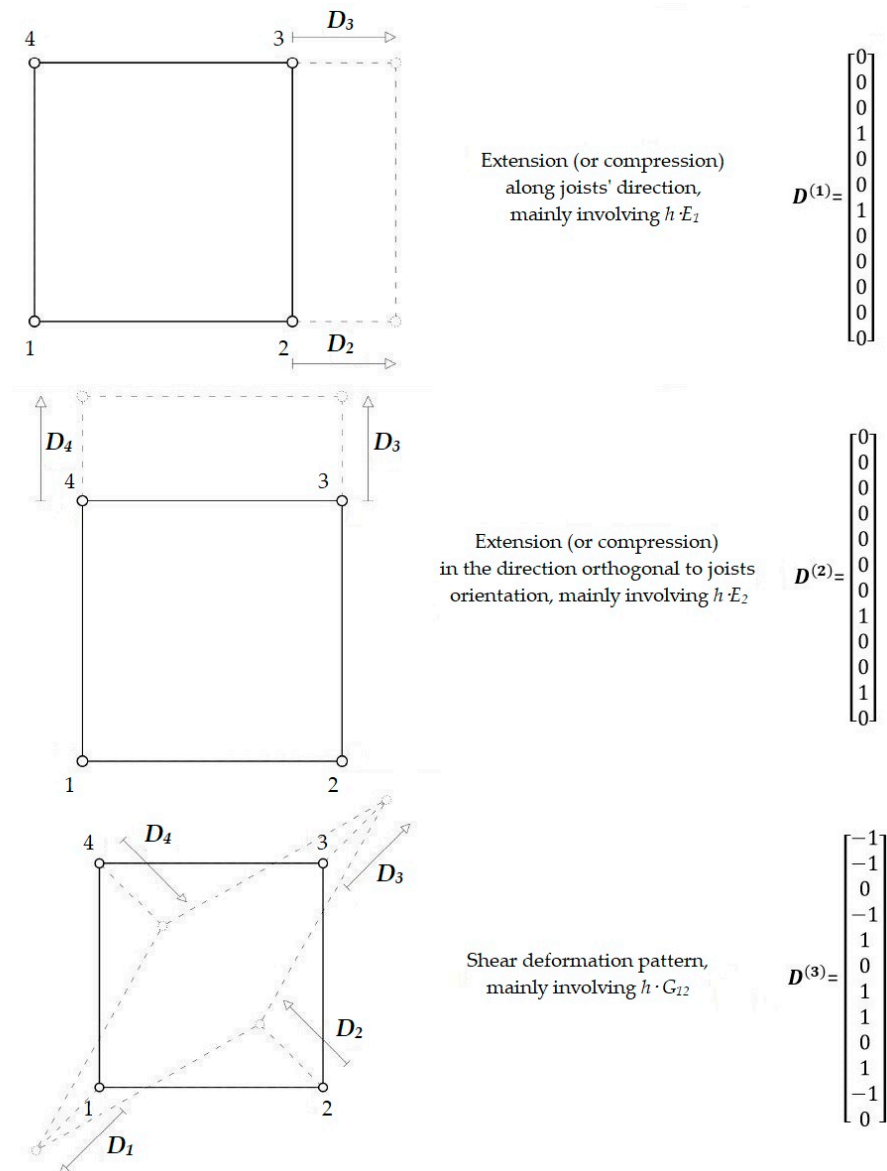 D₃
4
3
1
2
D₂
Extension (or compression)
along joists' direction,
mainly involving h·E₁
D⁽¹⁾=
0
0
0
1
0
0
1
0
0
0
0
0
D₄
D₃
4
3
1
2
Extension (or compression)
in the direction orthogonal to joists
orientation, mainly involving h·E₂
D⁽²⁾=
0
0
0
0
0
0
0
1
0
0
1
0
4
D₄
3
D₃
D₂
1
2
D₁
Shear deformation pattern,
mainly involving h·G₁₂
D⁽³⁾=
−1
−1
0
−1
1
0
1
1
0
1
−1
0